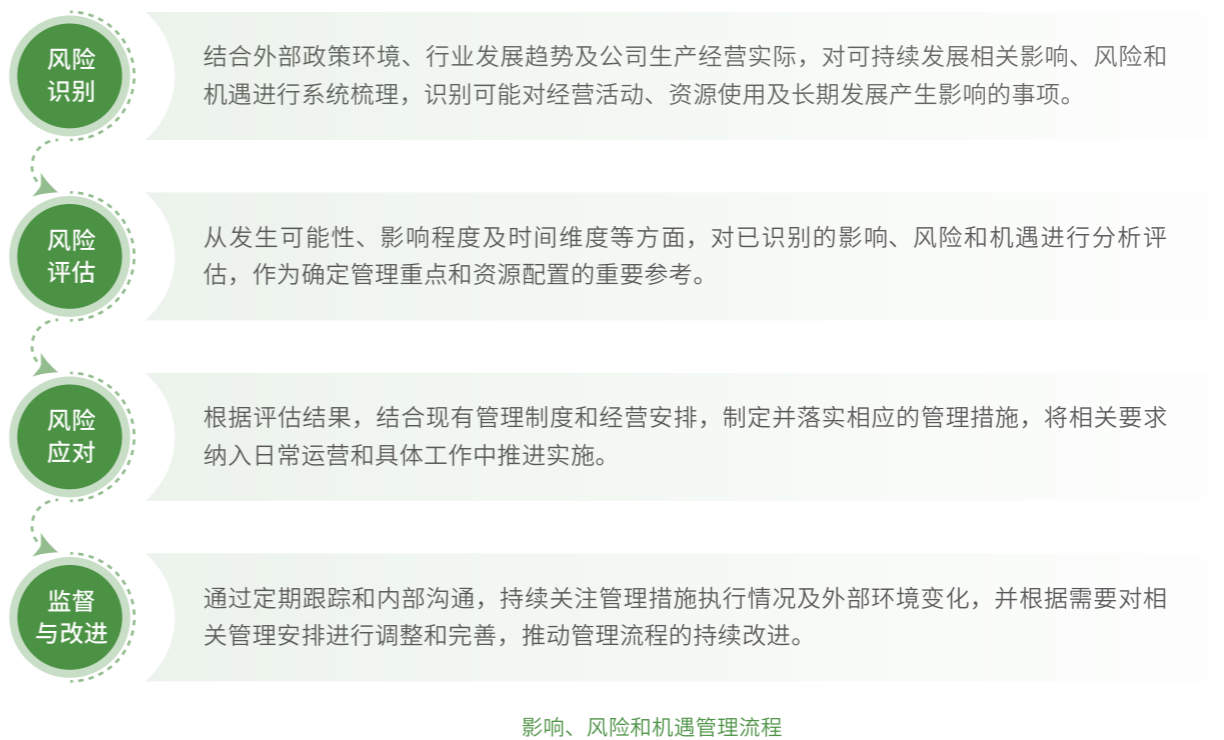 风险
识别
结合外部政策环境、行业发展趋势及公司生产经营实际，对可持续发展相关影响、风险和
机遇进行系统梳理，识别可能对经营活动、资源使用及长期发展产生影响的事项。
风险
评估
从发生可能性、影响程度及时间维度等方面，对已识别的影响、风险和机遇进行分析评
估，作为确定管理重点和资源配置的重要参考。
风险
应对
根据评估结果，结合现有管理制度和经营安排，制定并落实相应的管理措施，将相关要求
纳入日常运营和具体工作中推进实施。
监督
与改进
通过定期跟踪和内部沟通，持续关注管理措施执行情况及外部环境变化，并根据需要对相
关管理安排进行调整和完善，推动管理流程的持续改进。
影响、风险和机遇管理流程